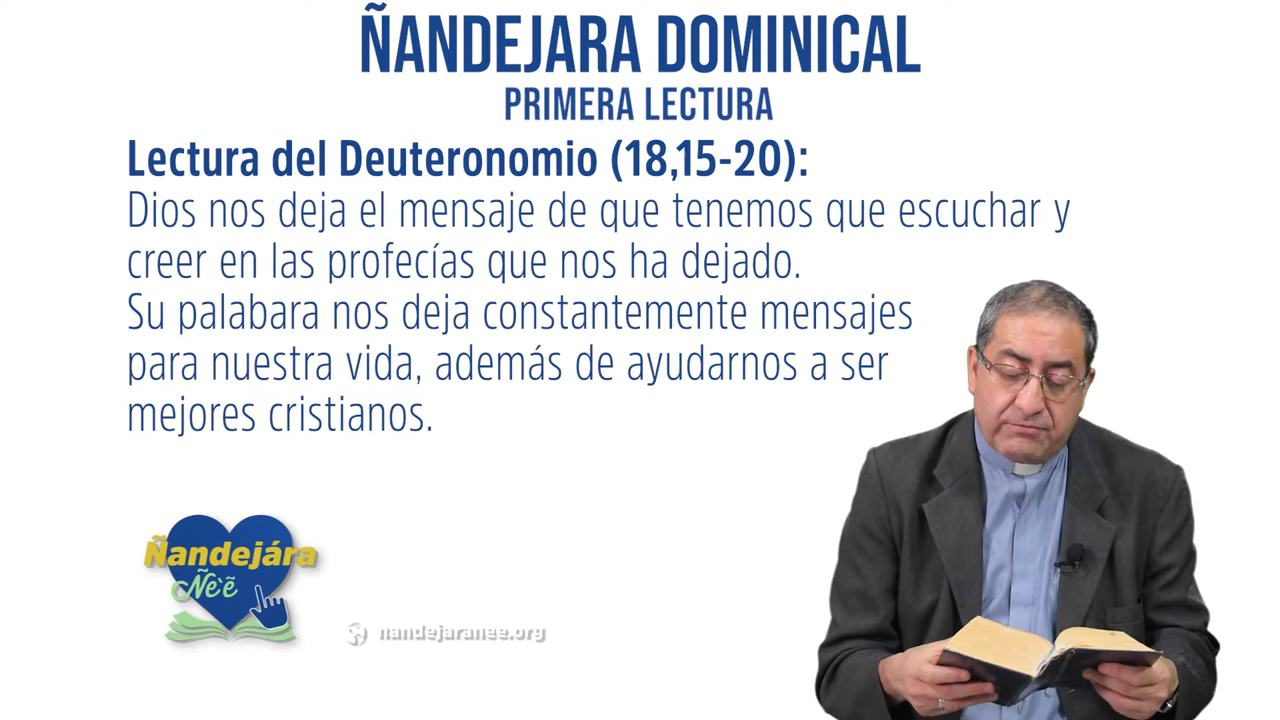 ÑANDEJARA DOMINICAL
PRIMERA LECTURA
Lectura del Deuteronomio (18,15-20):
Dios nos deja el mensaje de que tenemos que escuchar y
creer en las profecías que nos ha dejado.
Su palabara nos deja constantemente mensajes
para nuestra vida, además de ayudarnos a ser
mejores cristianos.
Ñandejára
Ñe'ẽ
nandejaranee.org